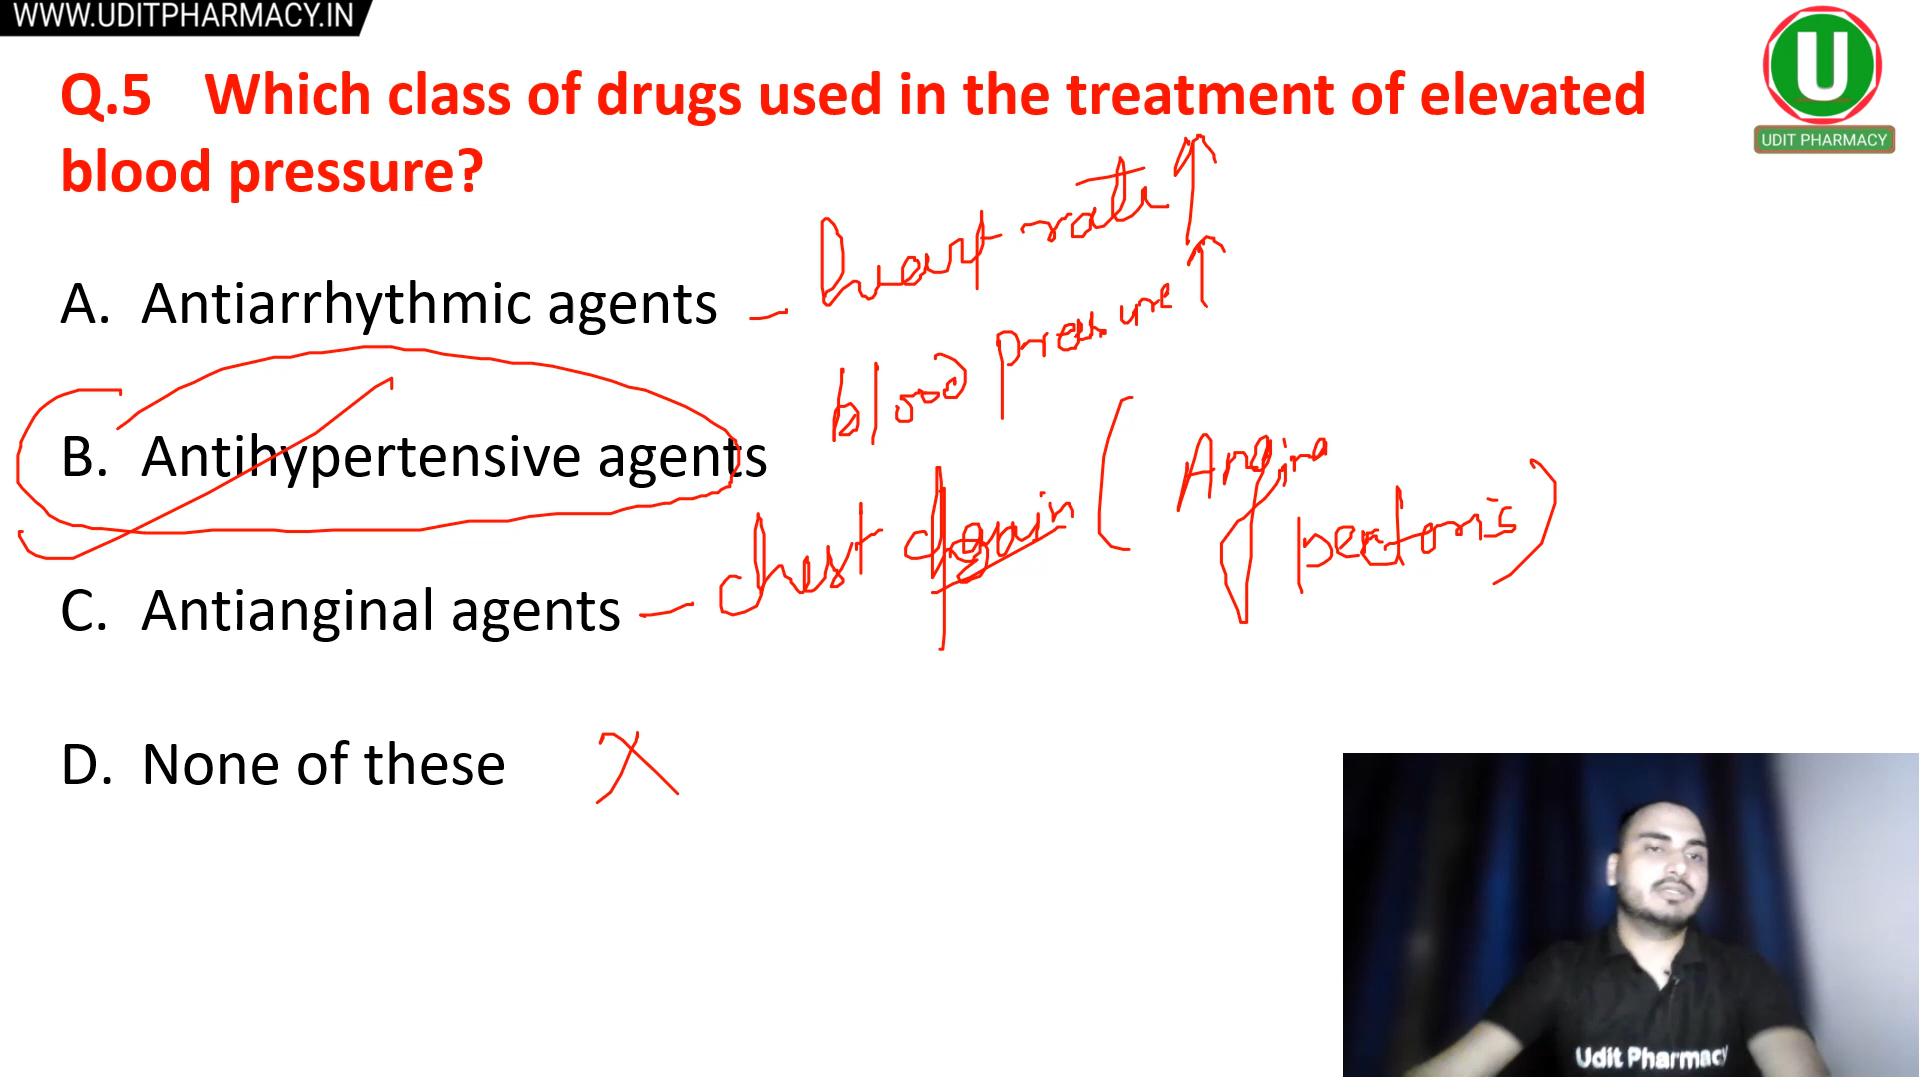 WWW.UDITPHARMACY.IN
U
UDIT PHARMACY
Q.5 Which class of drugs used in the treatment of elevated
blood pressure?
A. Antiarrhythmic agents – heart rate ↑
blood pressure ↑
B. Antihypertensive agents
C. Antianginal agents – chest pain (Angina
pectoris)
D. None of these X
Udit Pharmacy